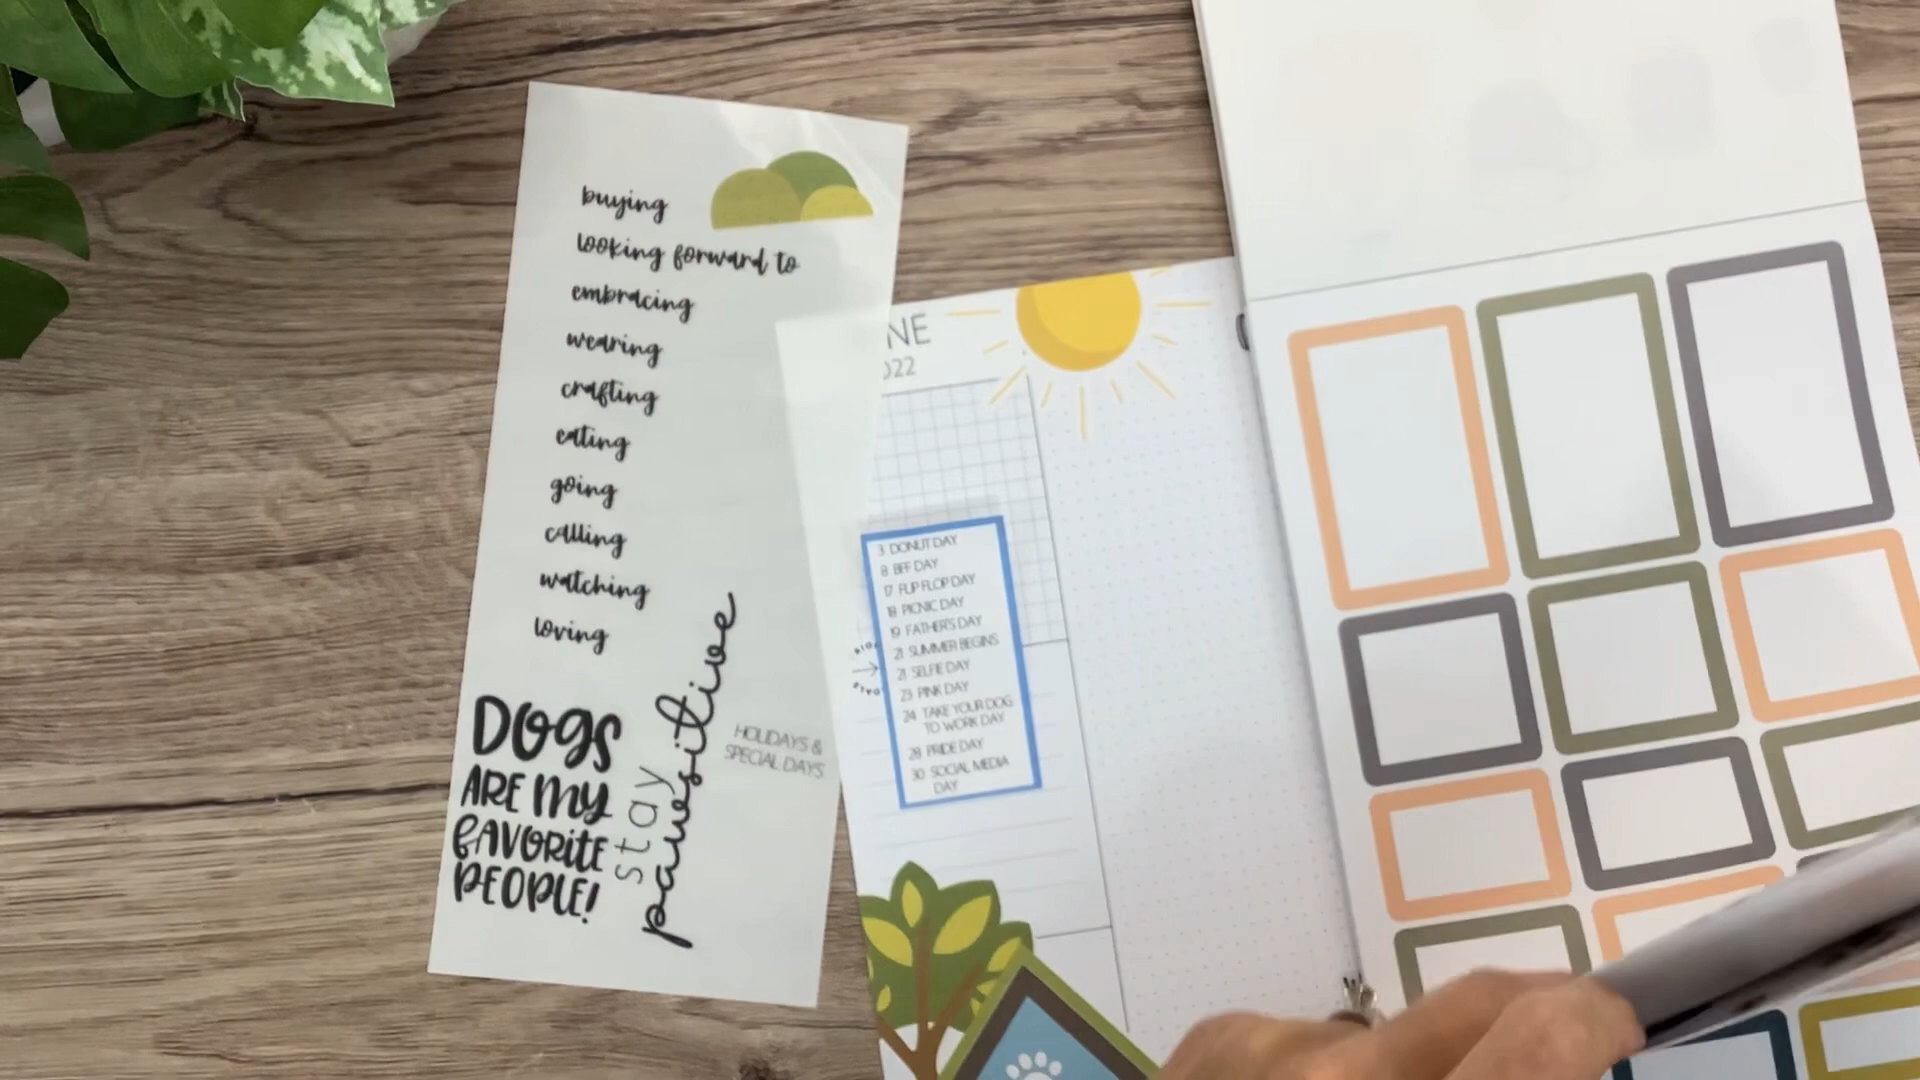 buying
looking forward to
embracing
wearing
crafting
eating
going
calling
watching
loving
DOGS
ARE MY
FAVORITE
PEOPLE!
stay
pawsitive
HOLIDAYS &
SPECIAL DAYS
NE
022
3 DONUT DAY
8 BFF DAY
17 FLIP FLOP DAY
18 PICNIC DAY
19 FATHER'S DAY
21 SUMMER BEGINS
21 SELFIE DAY
23 PINK DAY
24 TAKE YOUR DOG
TO WORK DAY
28 PRIDE DAY
30 SOCIAL MEDIA
DAY